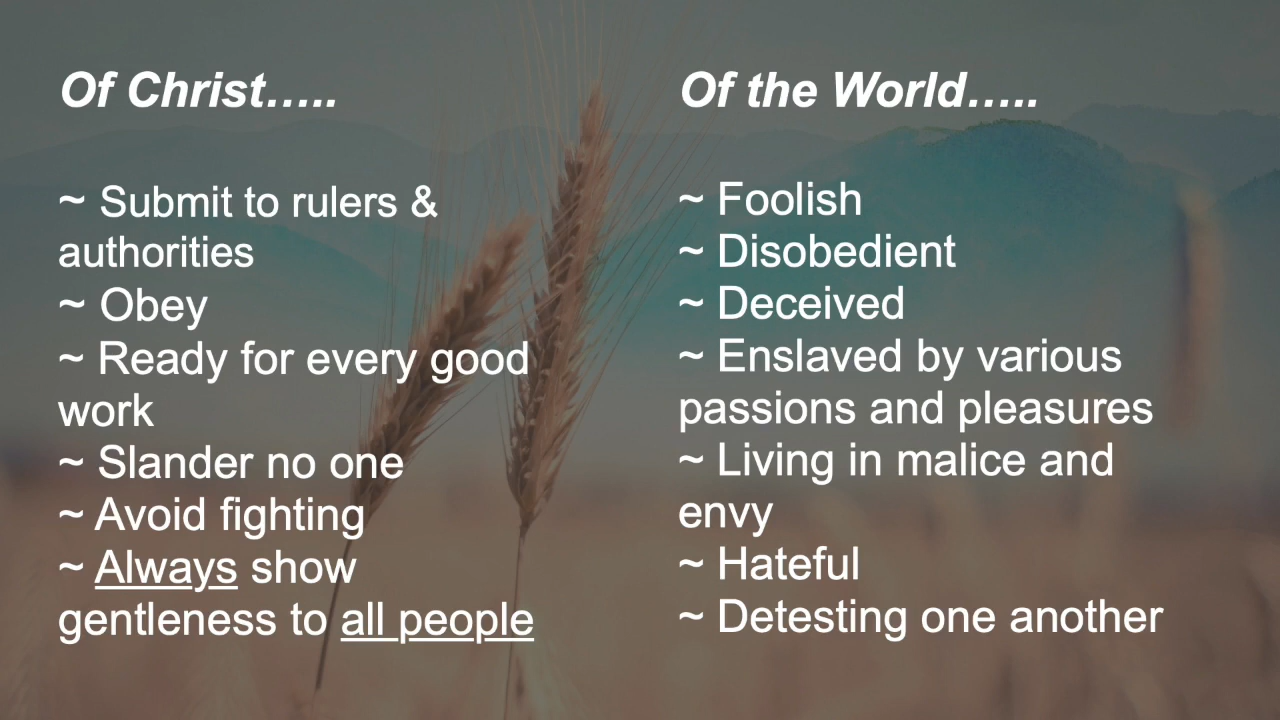 Of Christ…..
~ Submit to rulers &
authorities
~ Obey
~ Ready for every good
work
~ Slander no one
~ Avoid fighting
~ Always show
gentleness to all people
Of the World…..
~ Foolish
~ Disobedient
~ Deceived
~ Enslaved by various
passions and pleasures
~ Living in malice and
envy
~ Hateful
~ Detesting one another